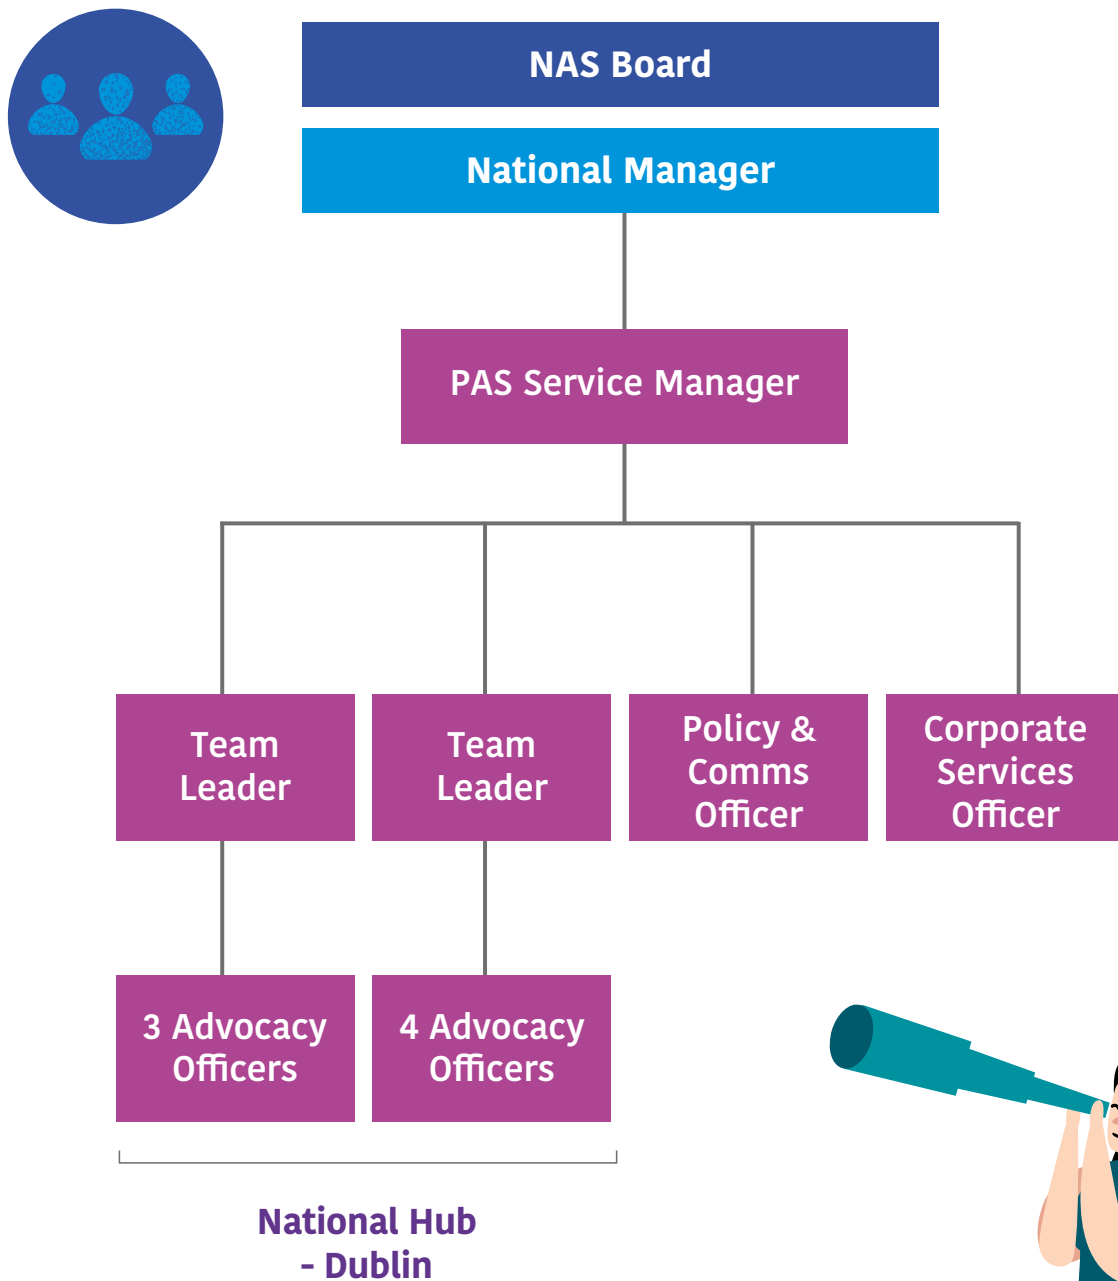 NAS Board
National Manager
PAS Service Manager
Team
Leader
Team
Leader
Policy &
Comms
Officer
Corporate
Services
Officer
3 Advocacy
Officers
4 Advocacy
Officers
National Hub
- Dublin